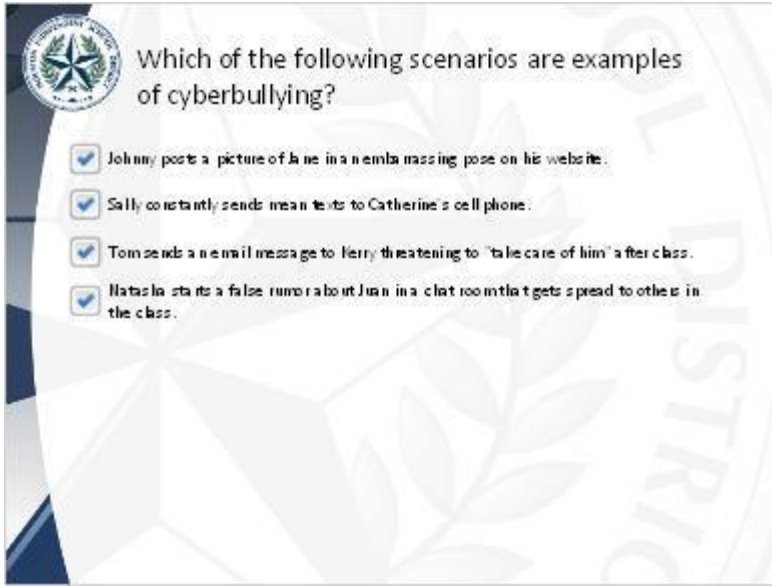 Which of the following scenarios are examples
of cyberbullying?
Johnny posts a picture of Jane in an embarrassing pose on his website.
Sally constantly sends mean texts to Catherine's cell phone.
Tom sends an email message to Kerry threatening to "take care of him" after class.
Natasha starts a false rumor about Juan in a chat room that gets spread to others in
the class.
OL DISTRIC